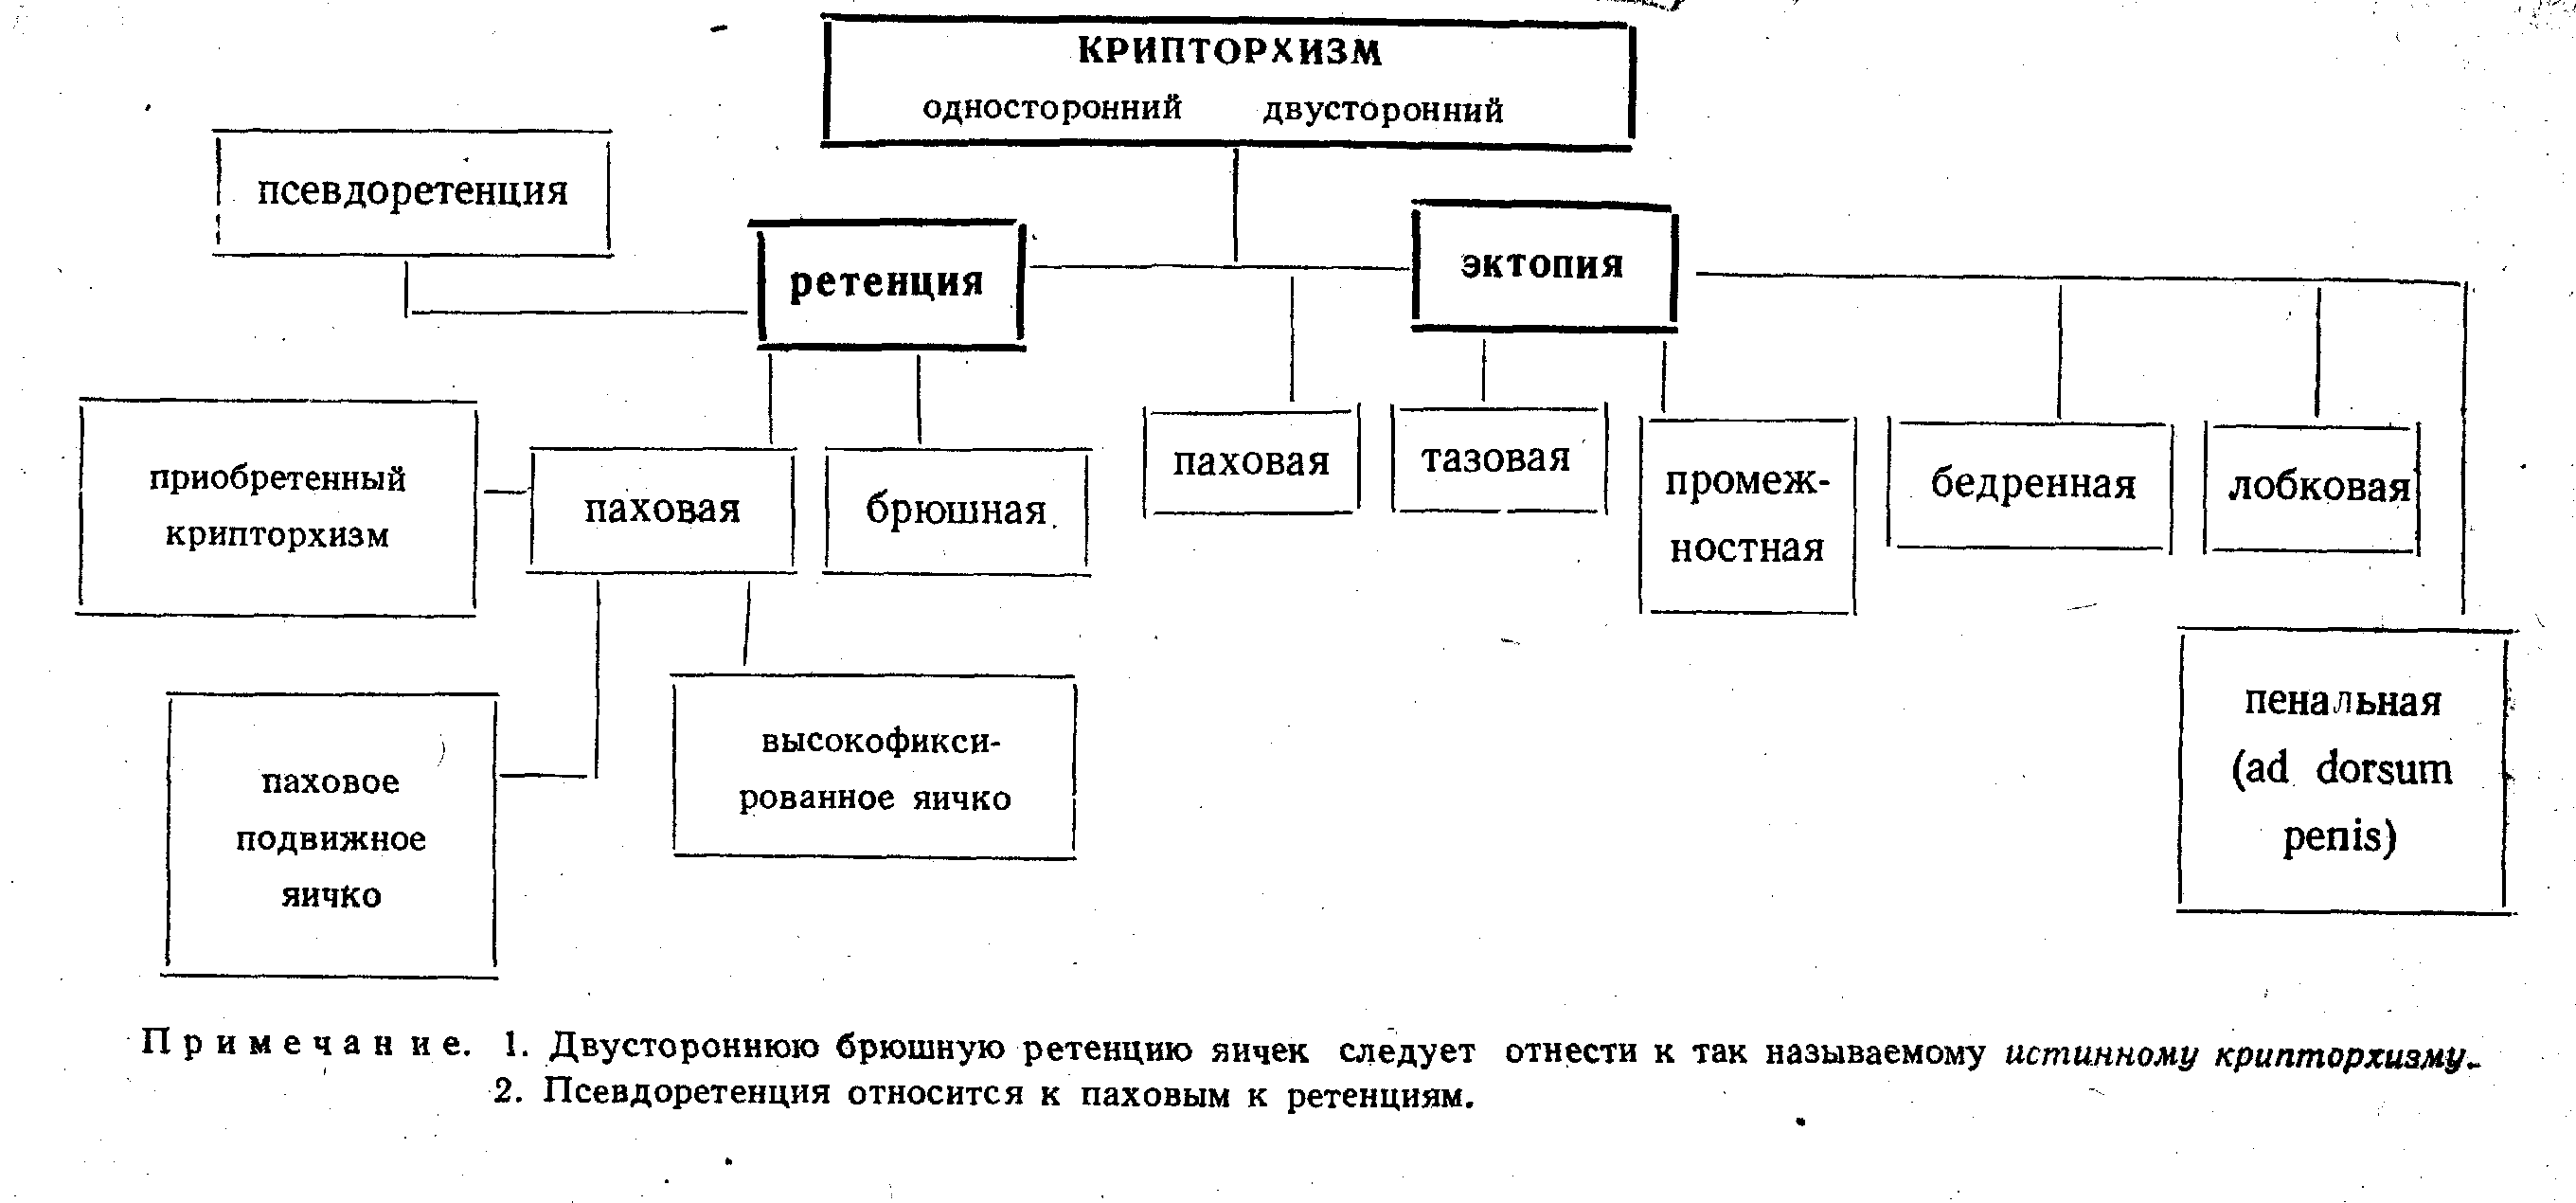 КРИПТОРХИЗМ
односторонний двусторонний
псевдоретенция
ретенция
эктопия
приобретенный
крипторхизм
паховая
брюшная
паховая
тазовая
промеж-
ностная
бедренная
лобковая
паховое
подвижное
яичко
высокофикси-
рованное яичко
пенальная
(ad dorsum
penis)
Примечание. 1. Двустороннюю брюшную ретенцию яичек следует отнести к так называемому истинному крипторхизму.
2. Псевдоретенция относится к паховым к ретенциям.